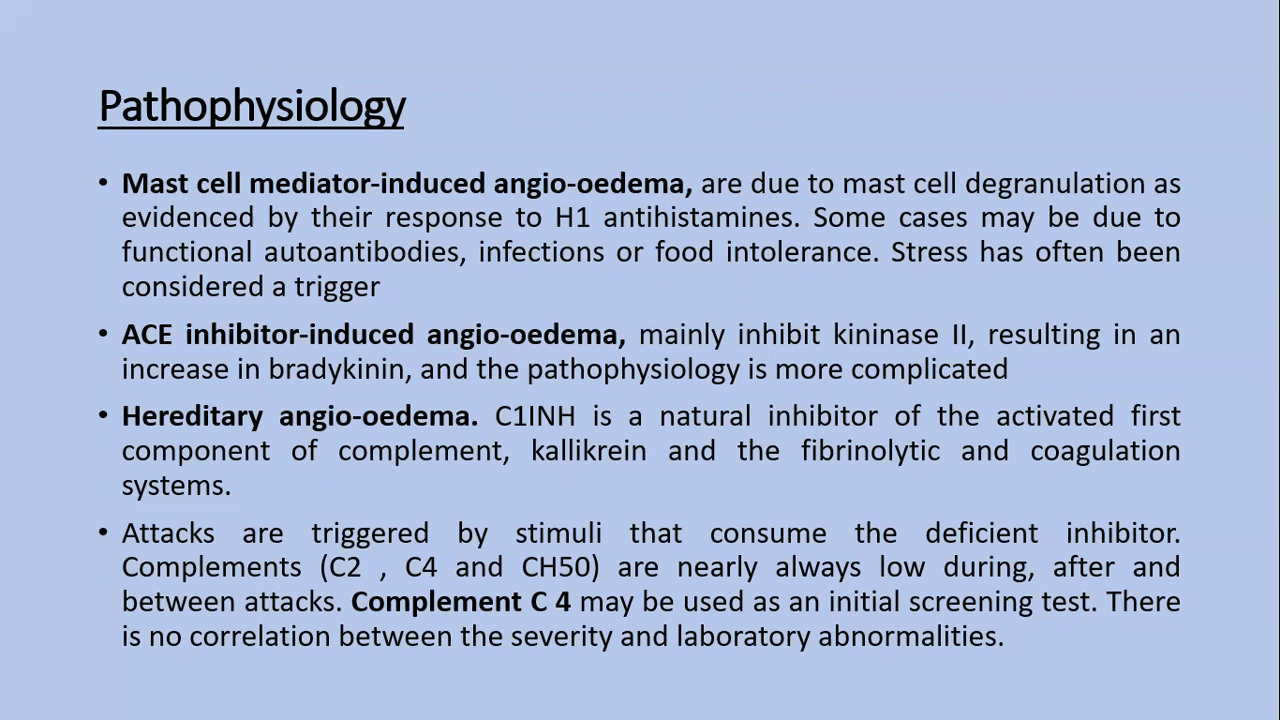 Pathophysiology
• Mast cell mediator-induced angio-oedema, are due to mast cell degranulation as
evidenced by their response to H1 antihistamines. Some cases may be due to
functional autoantibodies, infections or food intolerance. Stress has often been
considered a trigger
• ACE inhibitor-induced angio-oedema, mainly inhibit kininase II, resulting in an
increase in bradykinin, and the pathophysiology is more complicated
• Hereditary angio-oedema. C1INH is a natural inhibitor of the activated first
component of complement, kallikrein and the fibrinolytic and coagulation
systems.
• Attacks are triggered by stimuli that consume the deficient inhibitor.
Complements (C2 , C4 and CH50) are nearly always low during, after and
between attacks. Complement C 4 may be used as an initial screening test. There
is no correlation between the severity and laboratory abnormalities.